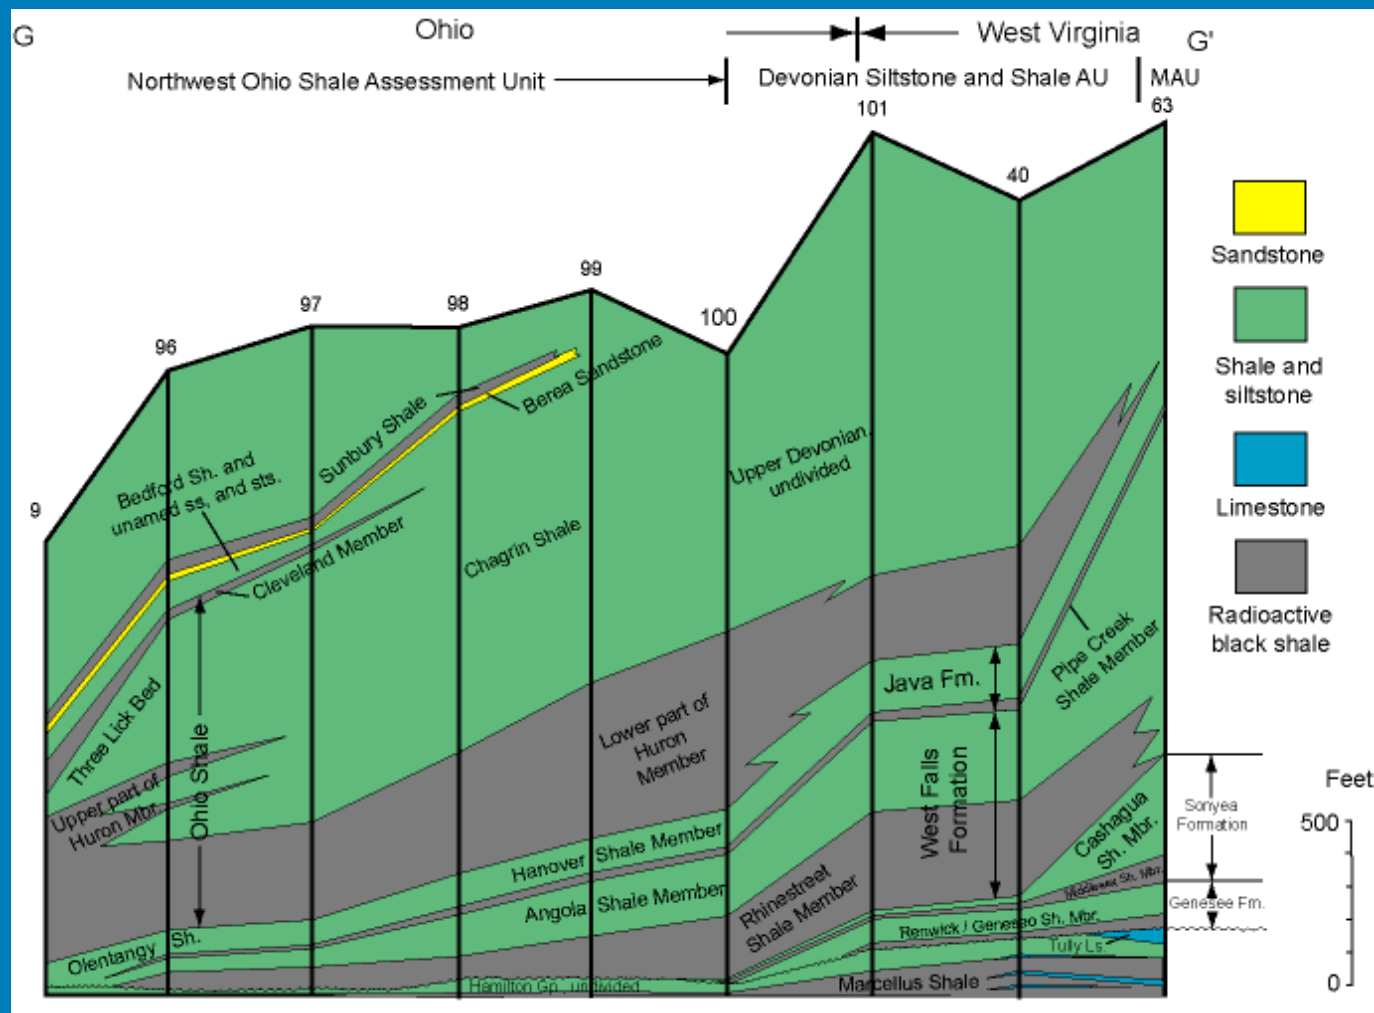 G
Ohio
West Virginia
G'
Northwest Ohio Shale Assessment Unit
Devonian Siltstone and Shale AU
MAU
9
96
97
98
99
100
101
40
63
Sandstone
Shale and
siltstone
Limestone
Radioactive
black shale
Feet
500
0
Bedford Sh. and
unamed ss, and sts.
Sunbury Shale
Berea Sandstone
Cleveland Member
Three Lick Bed
Ohio Shale
Upper part of
Huron Mbr.
Chagrin Shale
Upper Devonian
undivided
Lower part of
Huron
Member
Java Fm.
Pipe Creek
Shale Member
West Falls
Formation
Hanover Shale Member
Angola Shale Member
Rhinestreet
Shale Member
Olentangy Sh.
Hamilton Gp., undivided
Marcellus Shale
Cashagua
Sh. Mbr.
Middlesex Sh. Mbr.
Renwick / Geneseo Sh. Mbr.
Tully Ls.
Sonyea
Formation
Genesee Fm.